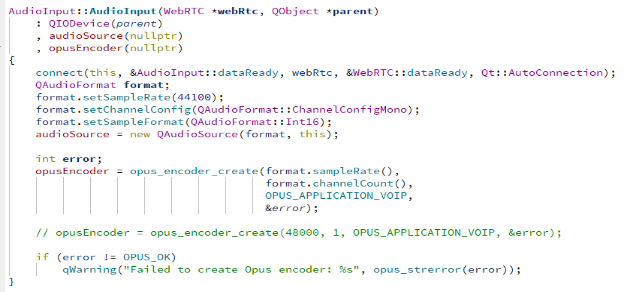 AudioInput::AudioInput(WebRTC *webRtc, QObject *parent)
    : QIODevice(parent)
    , audioSource(nullptr)
    , opusEncoder(nullptr)
{
    connect(this, &AudioInput::dataReady, webRtc, &WebRTC::dataReady, Qt::AutoConnection);
    QAudioFormat format;
    format.setSampleRate(44100);
    format.setChannelConfig(QAudioFormat::ChannelConfigMono);
    format.setSampleFormat(QAudioFormat::Int16);
    audioSource = new QAudioSource(format, this);

    int error;
    opusEncoder = opus_encoder_create(format.sampleRate(),
                                      format.channelCount(),
                                      OPUS_APPLICATION_VOIP,
                                      &error);

    // opusEncoder = opus_encoder_create(48000, 1, OPUS_APPLICATION_VOIP, &error);

    if (error != OPUS_OK)
        qWarning("Failed to create Opus encoder: %s", opus_strerror(error));
}